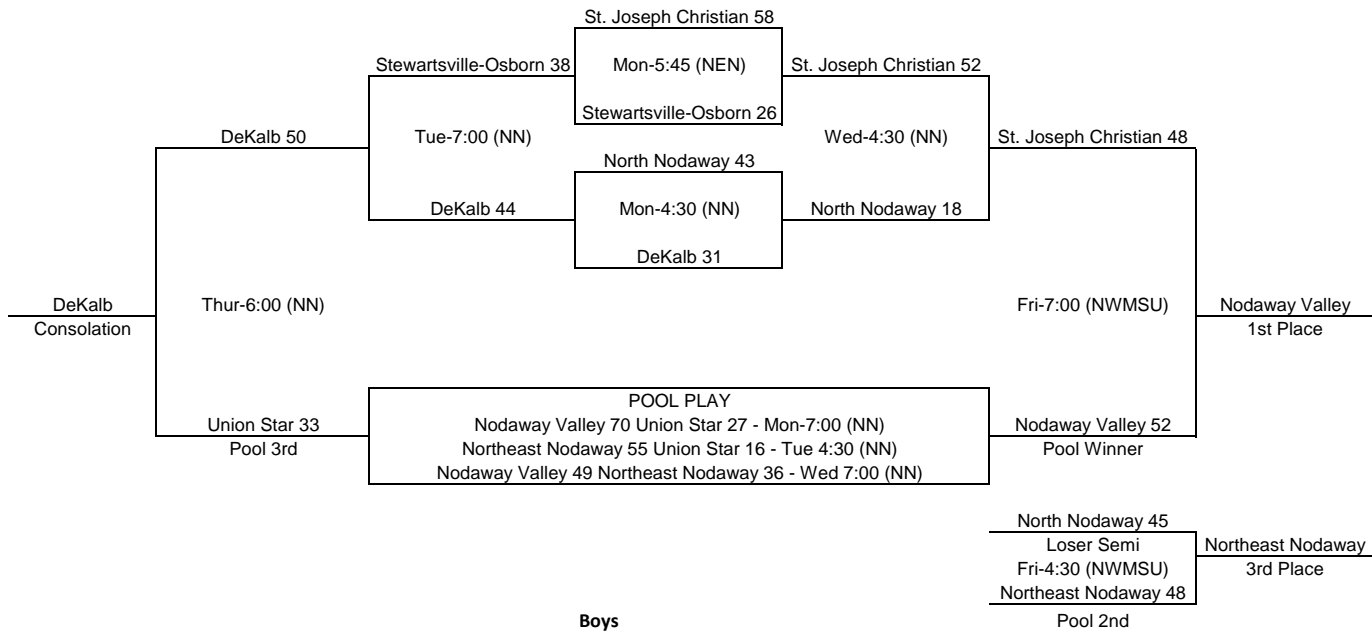 St. Joseph Christian 58
Stewartsville-Osborn 38
Mon-5:45 (NEN)
St. Joseph Christian 52
Stewartsville-Osborn 26
DeKalb 50
Tue-7:00 (NN)
Wed-4:30 (NN)
St. Joseph Christian 48
North Nodaway 43
DeKalb 44
Mon-4:30 (NN)
North Nodaway 18
DeKalb 31
DeKalb
Thur-6:00 (NN)
Fri-7:00 (NWMSU)
Nodaway Valley
Consolation
1st Place
POOL PLAY
Union Star 33
Nodaway Valley 70 Union Star 27 - Mon-7:00 (NN)
Nodaway Valley 52
Pool 3rd
Northeast Nodaway 55 Union Star 16 - Tue 4:30 (NN)
Pool Winner
Nodaway Valley 49 Northeast Nodaway 36 - Wed 7:00 (NN)
North Nodaway 45
Loser Semi
Northeast Nodaway
Fri-4:30 (NWMSU)
3rd Place
Northeast Nodaway 48
Boys
Pool 2nd